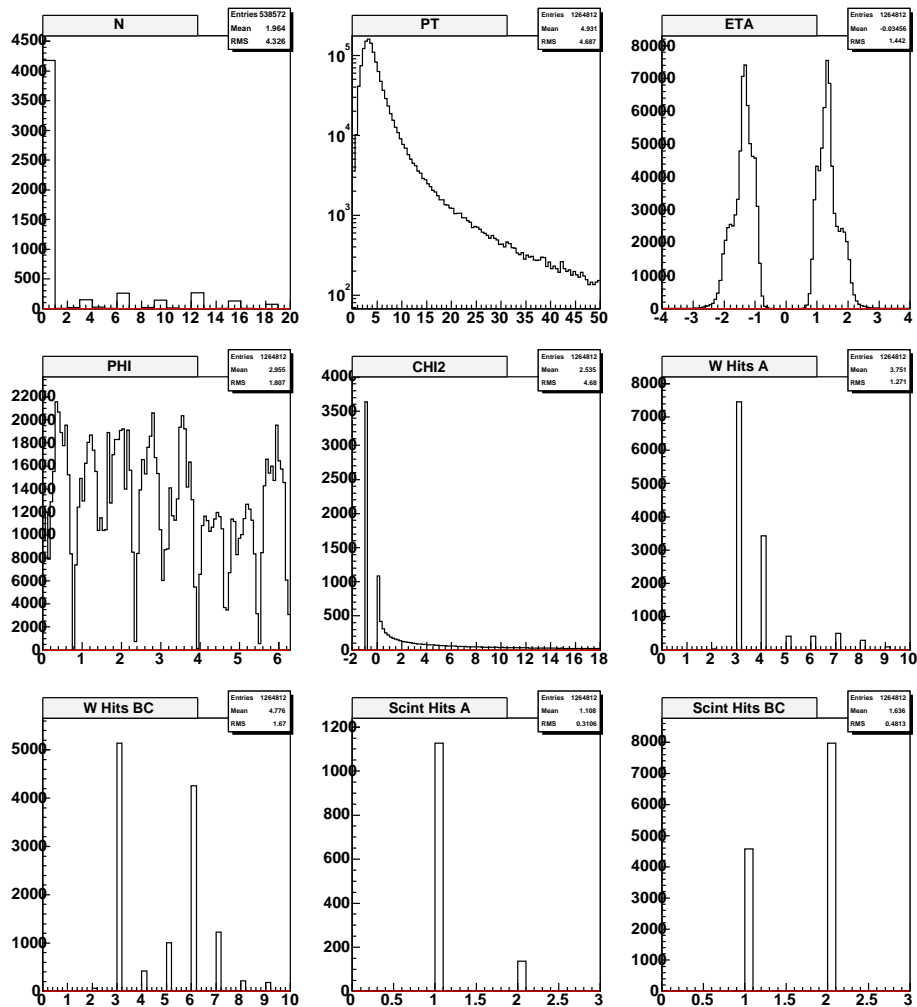 N
Entries 538572
Mean 1.964
RMS 4.326
4500
4000
3500
3000
2500
2000
1500
1000
500
0
0 2 4 6 8 10 12 14 16 18 20
PT
Entries 1264812
Mean 4.931
RMS 4.687
10^5
10^4
10^3
10^2
0 5 10 15 20 25 30 35 40 45 50
ETA
Entries 1264812
Mean -0.03456
RMS 1.442
80000
70000
60000
50000
40000
30000
20000
10000
0
-4 -3 -2 -1 0 1 2 3 4
PHI
Entries 1264812
Mean 2.955
RMS 1.807
22000
20000
18000
16000
14000
12000
10000
8000
6000
4000
2000
0
0 1 2 3 4 5 6
CHI2
Entries 1264812
Mean 2.535
RMS 4.68
4000
3500
3000
2500
2000
1500
1000
500
0
-2 0 2 4 6 8 10 12 14 16 18
W Hits A
Entries 1264812
Mean 3.751
RMS 1.271
8000
7000
6000
5000
4000
3000
2000
1000
0
0 1 2 3 4 5 6 7 8 9 10
W Hits BC
Entries 1264812
Mean 4.776
RMS 1.67
5000
4000
3000
2000
1000
0
0 1 2 3 4 5 6 7 8 9 10
Scint Hits A
Entries 1264812
Mean 1.108
RMS 0.3106
1200
1000
800
600
400
200
0
0 0.5 1 1.5 2 2.5 3
Scint Hits BC
Entries 1264812
Mean 1.636
RMS 0.4813
8000
7000
6000
5000
4000
3000
2000
1000
0
0 0.5 1 1.5 2 2.5 3